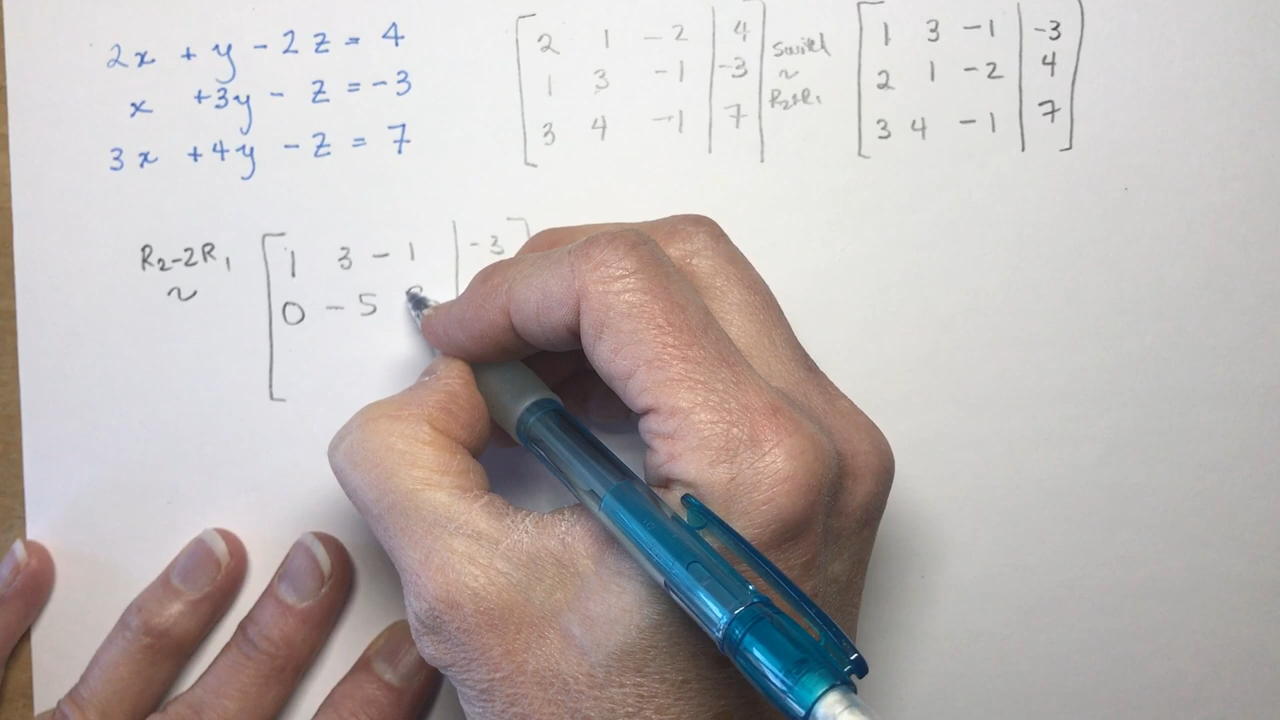 2x + y - 2z = 4
x + 3y - z = -3
3x + 4y - z = 7
2 1 -2 | 4
1 3 -1 | -3
3 4 -1 | 7
Switch
~
R2↔R1
1 3 -1 | -3
2 1 -2 | 4
3 4 -1 | 7
R2-2R1
~
1 3 -1 | -3
0 -5